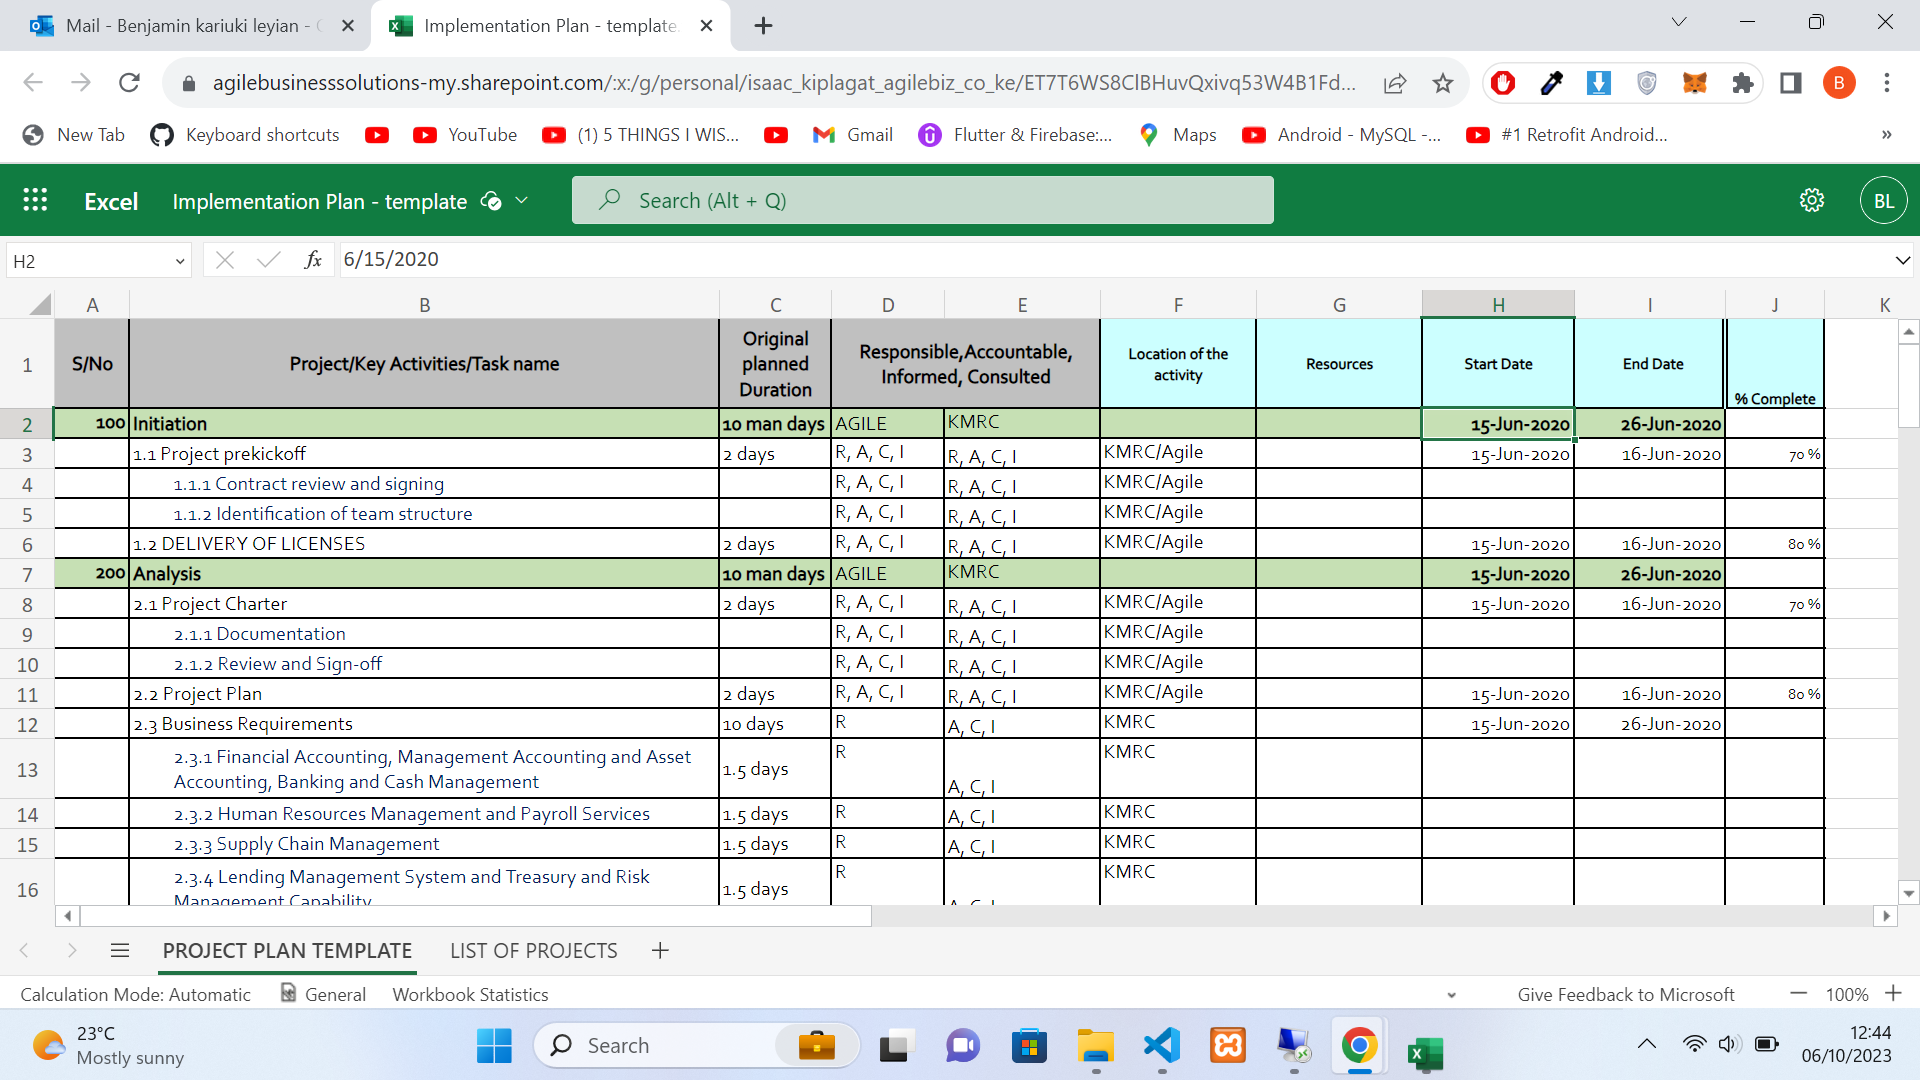 Mail - Benjamin kariuki leyian -
Implementation Plan - template.
agilebusinesssolutions-my.sharepoint.com/:x:/g/personal/isaac_kiplagat_agilebiz_co_ke/ET7T6WS8ClBHuvQxivq53W4B1Fd...
B
New Tab Keyboard shortcuts YouTube (1) 5 THINGS I WIS... Gmail Flutter & Firebase:... Maps Android - MySQL -... #1 Retrofit Android... »
Excel Implementation Plan - template Search (Alt + Q) BL
H2 fx 6/15/2020
A B C D E F G H I J K
1 S/No Project/Key Activities/Task name Original planned Duration Responsible,Accountable, Informed, Consulted Location of the activity Resources Start Date End Date % Complete
2 100 Initiation 10 man days AGILE KMRC 15-Jun-2020 26-Jun-2020
3 1.1 Project prekickoff 2 days R, A, C, I R, A, C, I KMRC/Agile 15-Jun-2020 16-Jun-2020 70 %
4 1.1.1 Contract review and signing R, A, C, I R, A, C, I KMRC/Agile
5 1.1.2 Identification of team structure R, A, C, I R, A, C, I KMRC/Agile
6 1.2 DELIVERY OF LICENSES 2 days R, A, C, I R, A, C, I KMRC/Agile 15-Jun-2020 16-Jun-2020 80 %
7 200 Analysis 10 man days AGILE KMRC 15-Jun-2020 26-Jun-2020
8 2.1 Project Charter 2 days R, A, C, I R, A, C, I KMRC/Agile 15-Jun-2020 16-Jun-2020 70 %
9 2.1.1 Documentation R, A, C, I R, A, C, I KMRC/Agile
10 2.1.2 Review and Sign-off R, A, C, I R, A, C, I KMRC/Agile
11 2.2 Project Plan 2 days R, A, C, I R, A, C, I KMRC/Agile 15-Jun-2020 16-Jun-2020 80 %
12 2.3 Business Requirements 10 days R A, C, I KMRC 15-Jun-2020 26-Jun-2020
13 2.3.1 Financial Accounting, Management Accounting and Asset
Accounting, Banking and Cash Management 1.5 days R A, C, I KMRC
14 2.3.2 Human Resources Management and Payroll Services 1.5 days R A, C, I KMRC
15 2.3.3 Supply Chain Management 1.5 days R A, C, I KMRC
16 2.3.4 Lending Management System and Treasury and Risk
Management Capability 1.5 days R A, C, I KMRC
PROJECT PLAN TEMPLATE LIST OF PROJECTS
Calculation Mode: Automatic General Workbook Statistics Give Feedback to Microsoft 100%
23°C
Mostly sunny
Search
12:44
06/10/2023